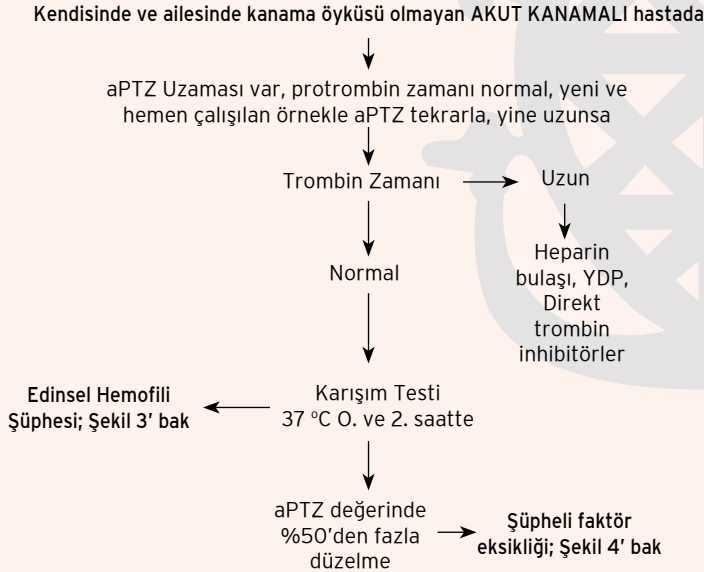 Kendisinde ve ailesinde kanama öyküsü olmayan AKUT KANAMALI hastada
aPTZ Uzaması var, protrombin zamanı normal, yeni ve
hemen çalışılan örnekle aPTZ tekrarla, yine uzunsa
Trombin Zamanı
Uzun
Normal
Heparin
bulaşı, YDP,
Direkt
trombin
inhibitörler
Edinsel Hemofili
Şüphesi; Şekil 3’ bak
Karışım Testi
37 ºC O. ve 2. saatte
aPTZ değerinde
%50’den fazla
düzelme
Şüpheli faktör
eksikliği; Şekil 4’ bak